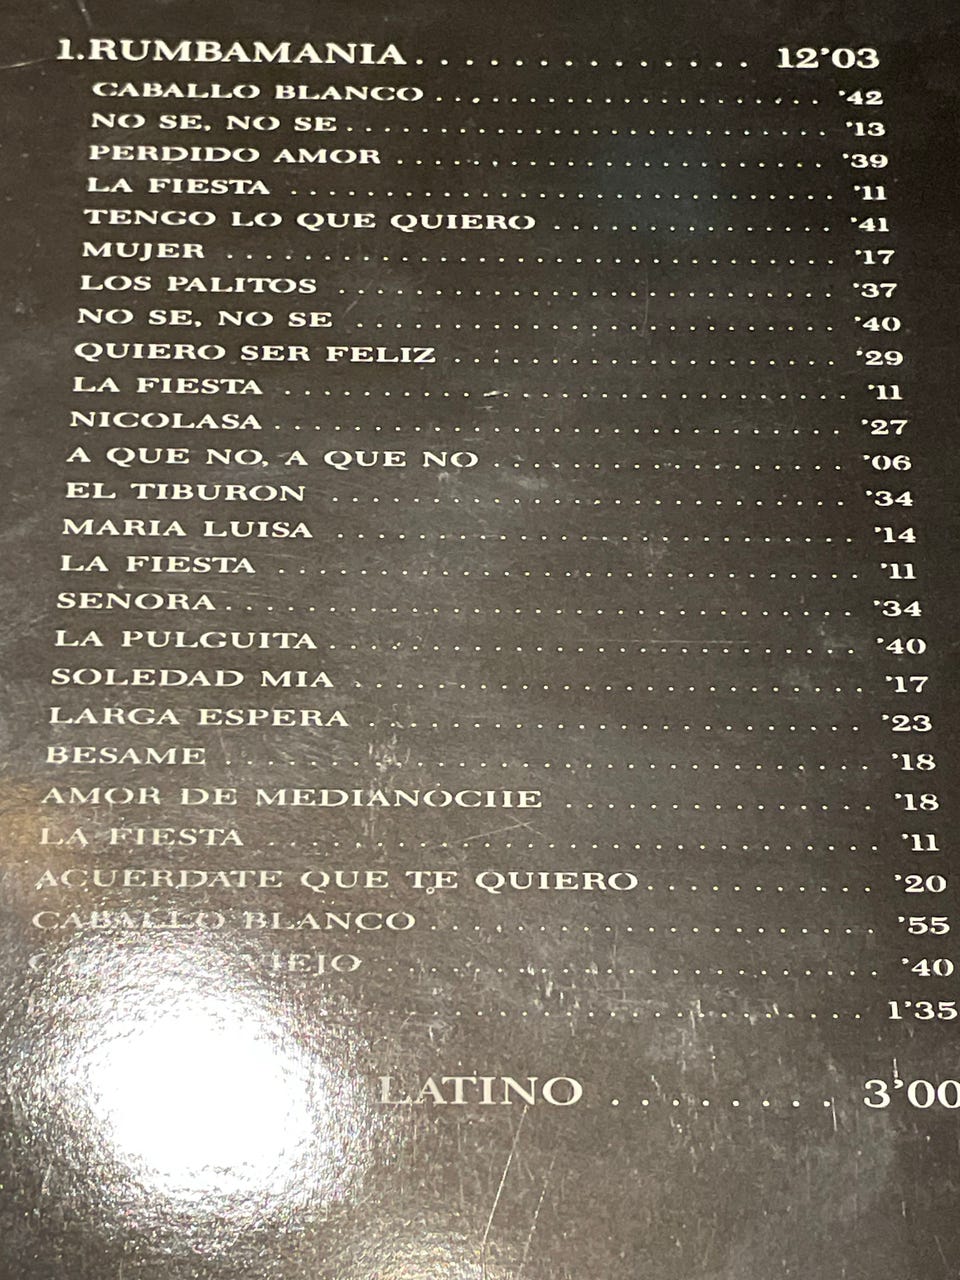 1.RUMBAMANIA.............. 12'03
CABALLO BLANCO........................ '42
NO SE, NO SE............................. '13
PERDIDO AMOR.......................... '39
LA FIESTA................................. '11
TENGO LO QUE QUIERO................. '41
MUJER..................................... '17
LOS PALITOS.............................. '37
NO SE, NO SE............................. '40
QUIERO SER FELIZ........................ '29
LA FIESTA.................................. '11
NICOLASA.................................. '27
A QUE NO, A QUE NO..................... '06
EL TIBURON............................... '34
MARIA LUISA.............................. '14
LA FIESTA................................... '11
SENORA..................................... '34
LA PULGUITA............................... '40
SOLEDAD MIA.............................. '17
LARGA ESPERA............................. '23
BESAME..................................... '18
AMOR DE MEDIANOCHE................... '18
LA FIESTA................................... '11
ACUERDATE QUE TE QUIERO............. '20
CABALLO BLANCO.......................... '55
VIEJO............................. '40
............................. 1'35
LATINO........ 3'00